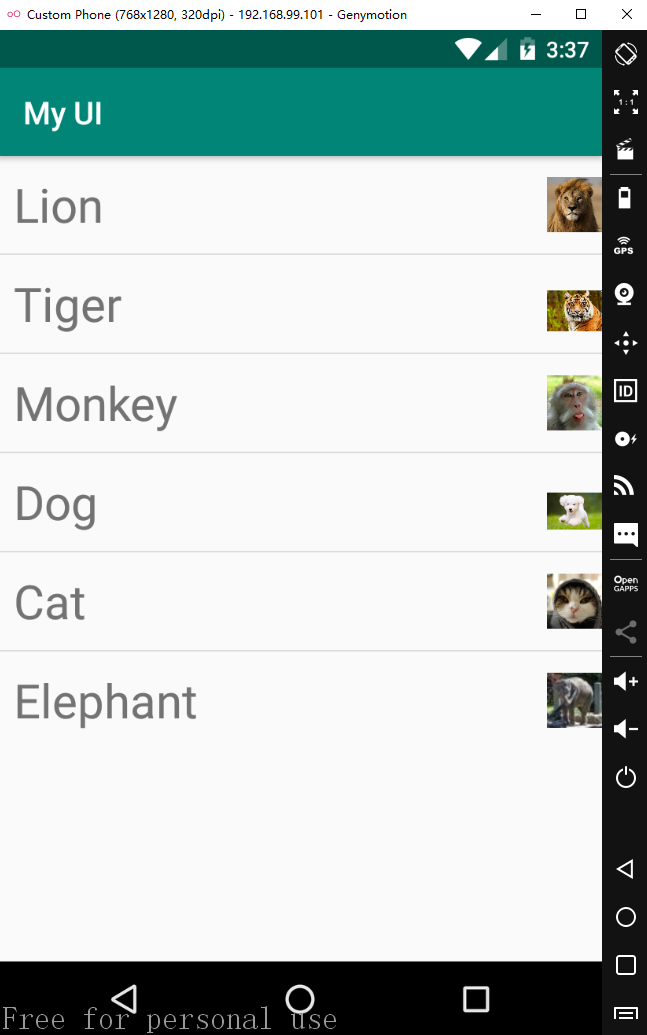 Custom Phone (768x1280, 320dpi) - 192.168.99.101 - Genymotion
3:37
My UI
1:1
Lion
GPS
Tiger
ID
Monkey
Dog
Cat
Open
GAPPS
Elephant
Free for personal use